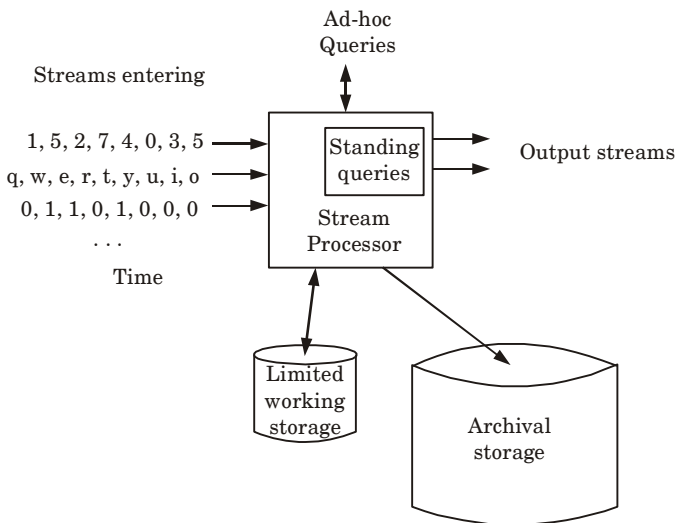 Ad-hoc
Queries
Streams entering
1, 5, 2, 7, 4, 0, 3, 5
q, w, e, r, t, y, u, i, o
0, 1, 1, 0, 1, 0, 0, 0
. . .
Time
Standing
queries
Stream
Processor
Output streams
Limited
working
storage
Archival
storage